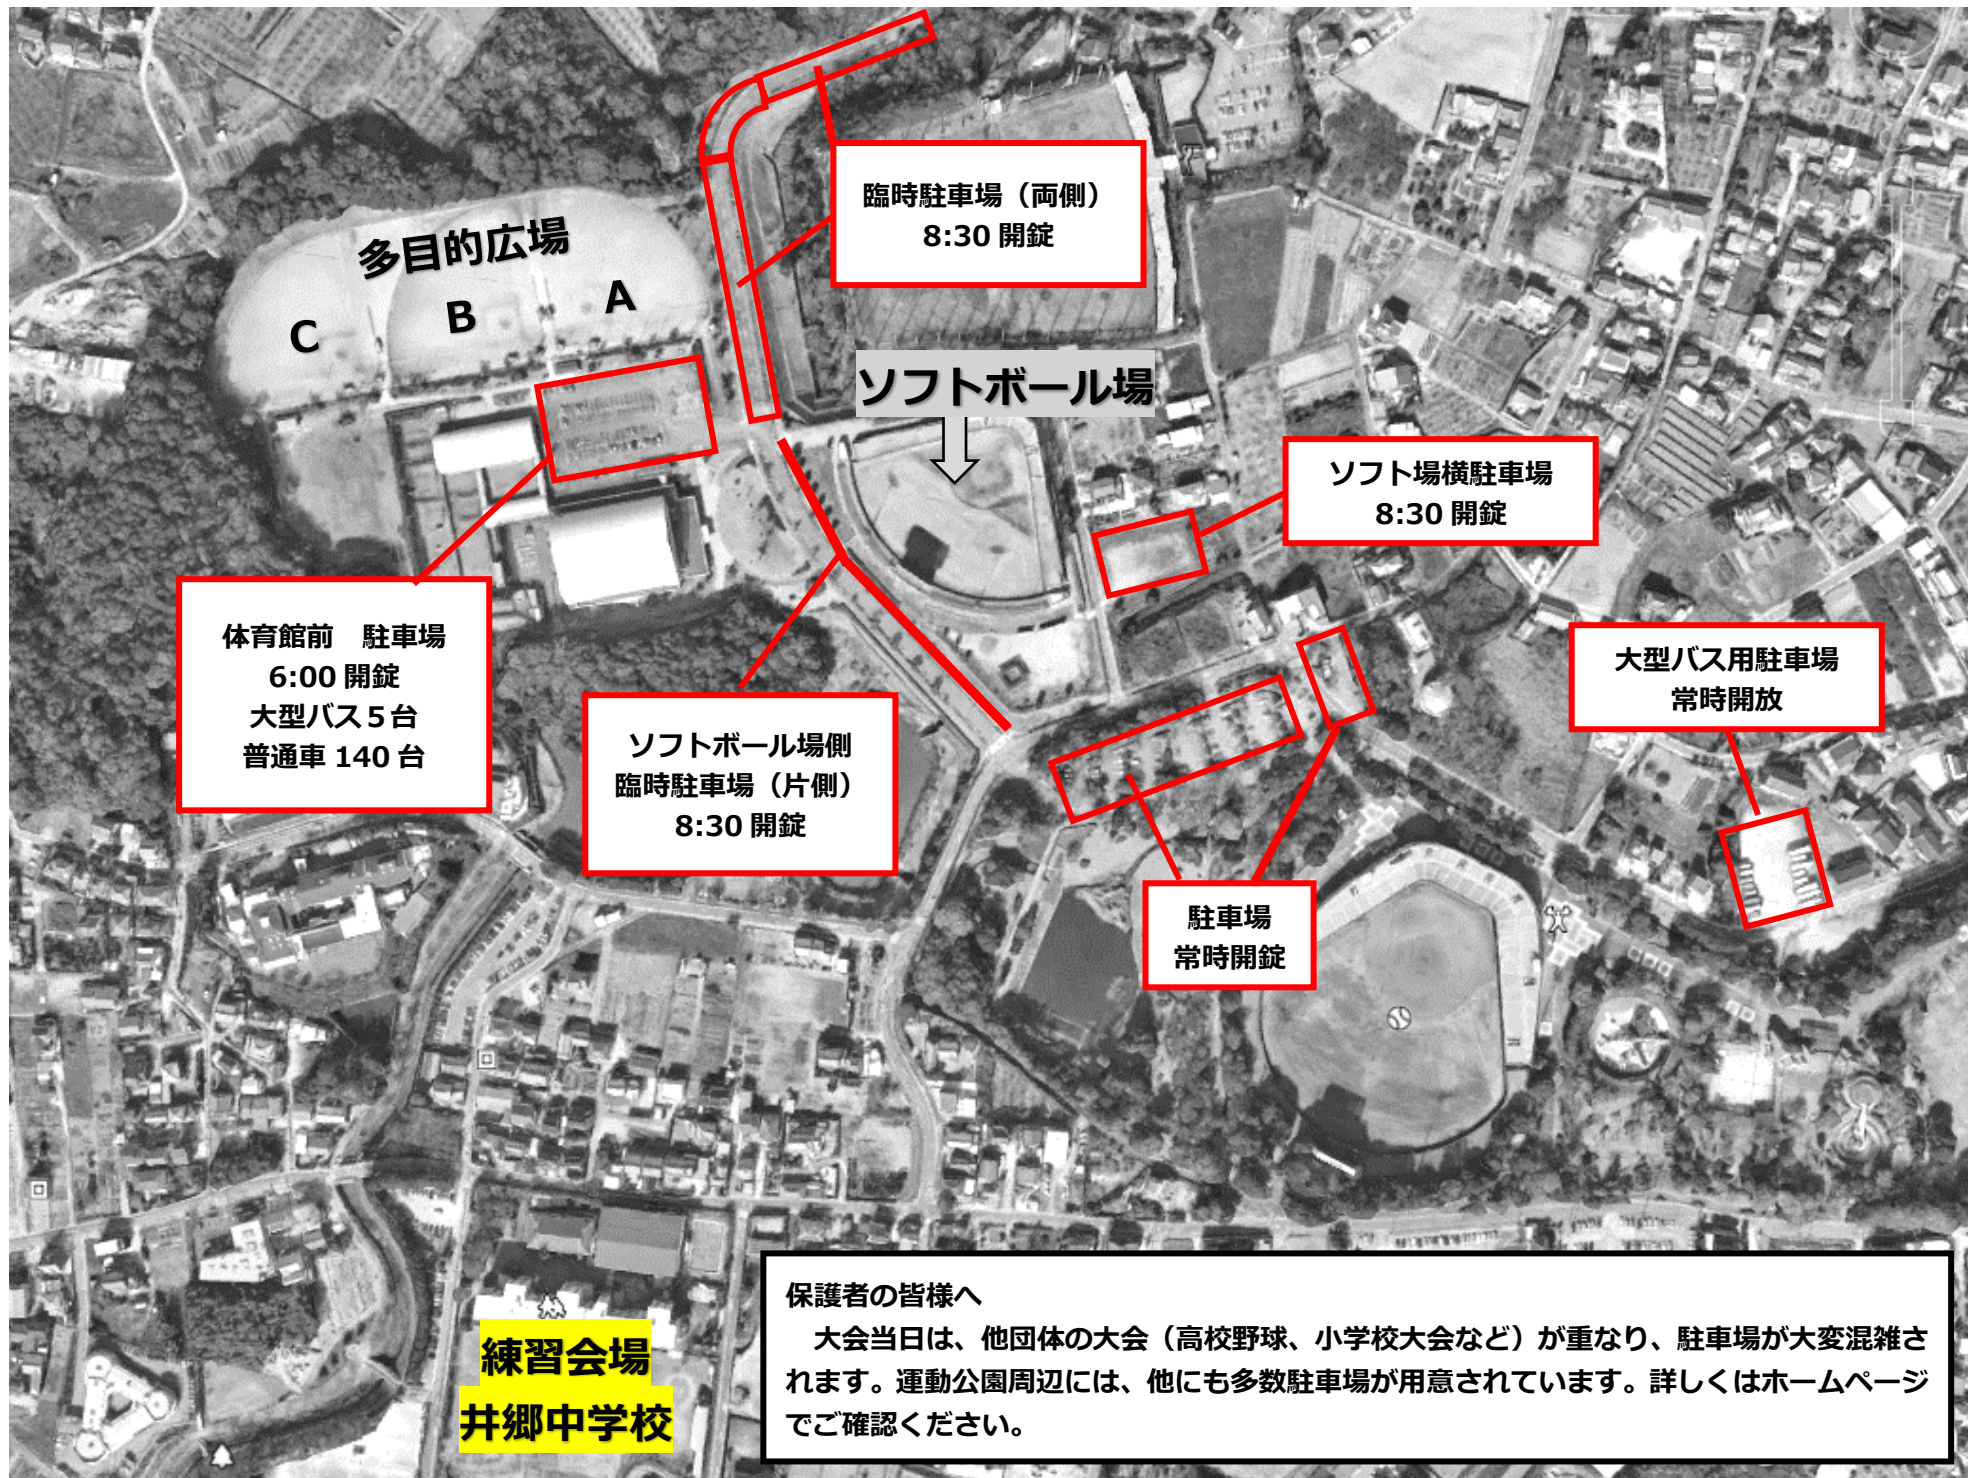 臨時駐車場（両側）
8:30 開錠
多目的広場
A
B
C
ソフトボール場
ソフト場横駐車場
8:30 開錠
体育館前　駐車場
6:00 開錠
大型バス５台
普通車 140 台
大型バス用駐車場
常時開放
ソフトボール場側
臨時駐車場（片側）
8:30 開錠
駐車場
常時開錠
保護者の皆様へ
　大会当日は、他団体の大会（高校野球、小学校大会など）が重なり、駐車場が大変混雑さ
れます。運動公園周辺には、他にも多数駐車場が用意されています。詳しくはホームページ
でご確認ください。
練習会場
井郷中学校